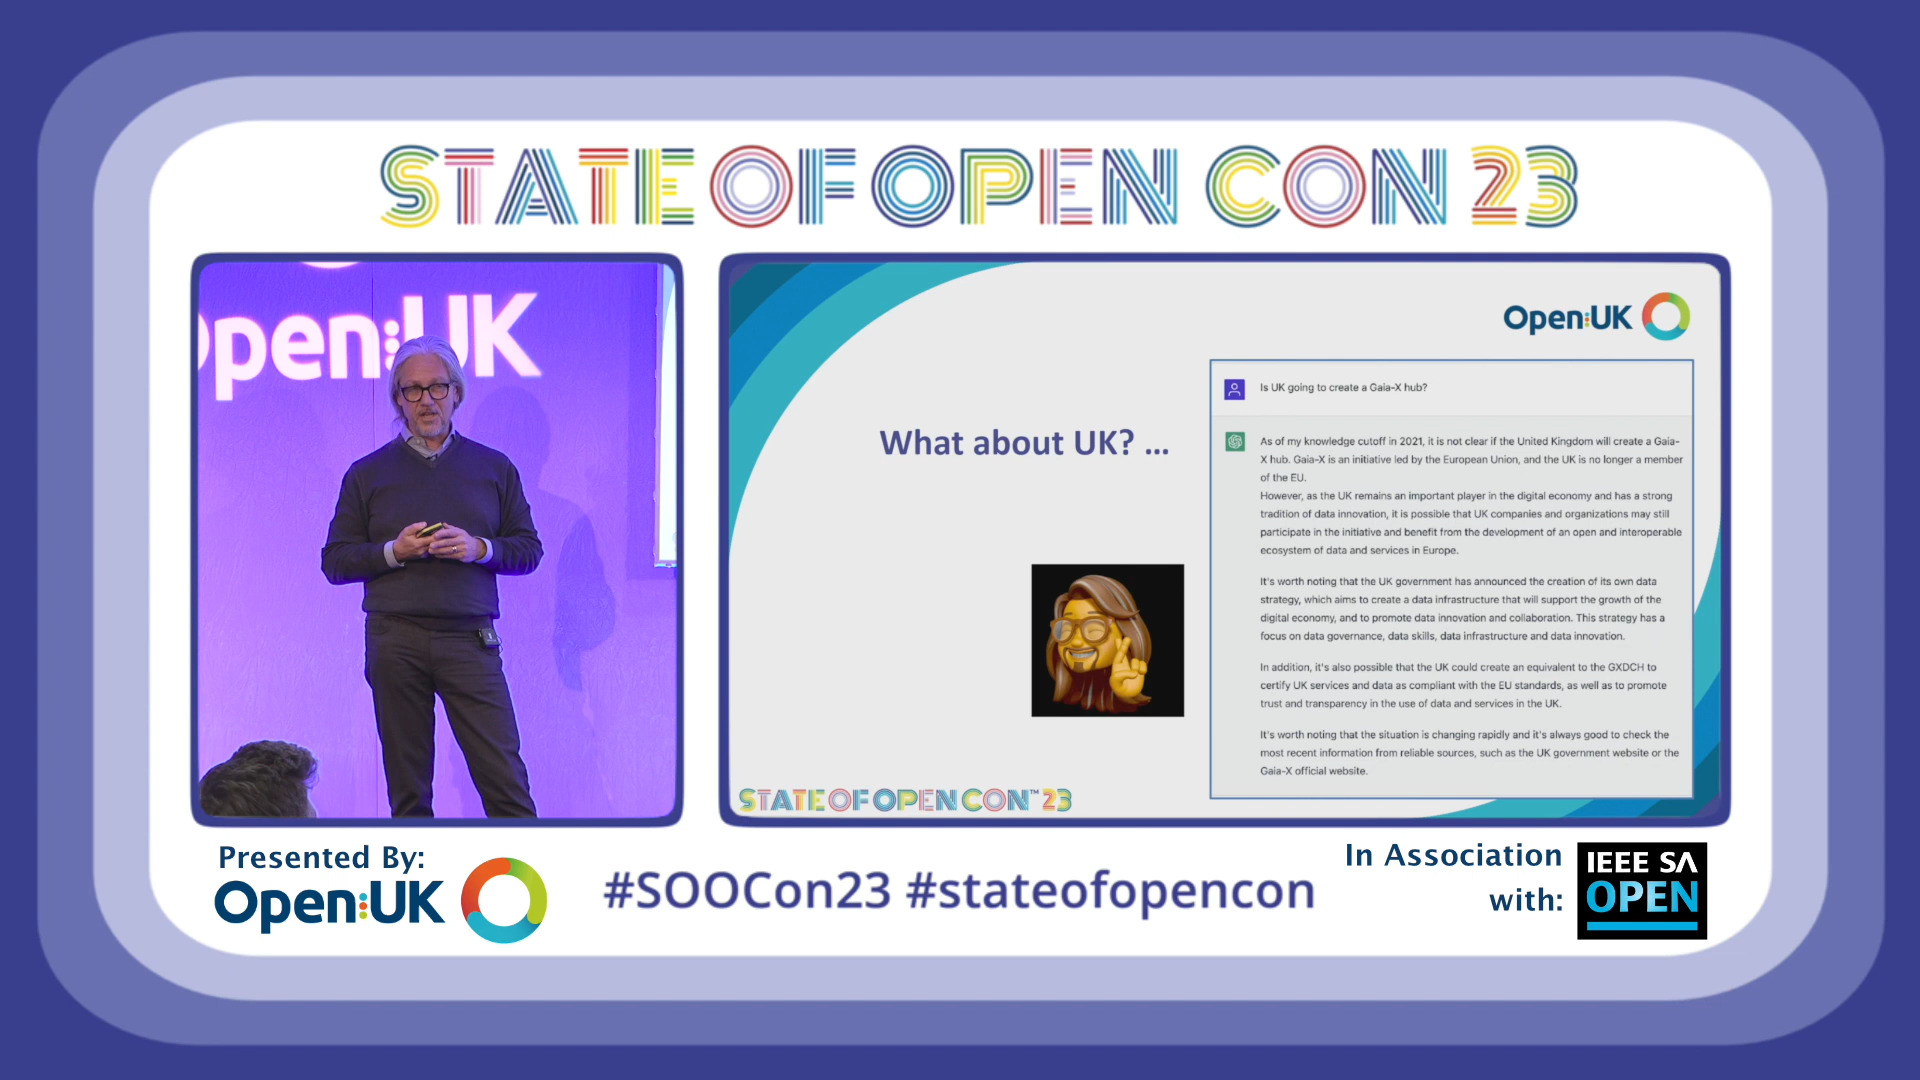 STATE OF OPEN CON 23
Open:UK
Open:UK
What about UK? ...
Is UK going to create a Gaia-X hub?
As of my knowledge cutoff in 2021, it is not clear if the United Kingdom will create a Gaia-
X hub. Gaia-X is an initiative led by the European Union, and the UK is no longer a member
of the EU.
However, as the UK remains an important player in the digital economy and has a strong
tradition of data innovation, it is possible that UK companies and organizations may still
participate in the initiative and benefit from the development of an open and interoperable
ecosystem of data and services in Europe.
It's worth noting that the UK government has announced the creation of its own data
strategy, which aims to create a data infrastructure that will support the growth of the
digital economy, and to promote data innovation and collaboration. This strategy has a
focus on data governance, data skills, data infrastructure and data innovation.
In addition, it's also possible that the UK could create an equivalent to the GXDCH to
certify UK services and data as compliant with the EU standards, as well as to promote
trust and transparency in the use of data and services in the UK.
It's worth noting that the situation is changing rapidly and it's always good to check the
most recent information from reliable sources, such as the UK government website or the
Gaia-X official website.
STATE OF OPEN CON™ 23
Presented By:
Open:UK
#SOOCon23 #stateofopencon
In Association
with:
IEEE SA
OPEN